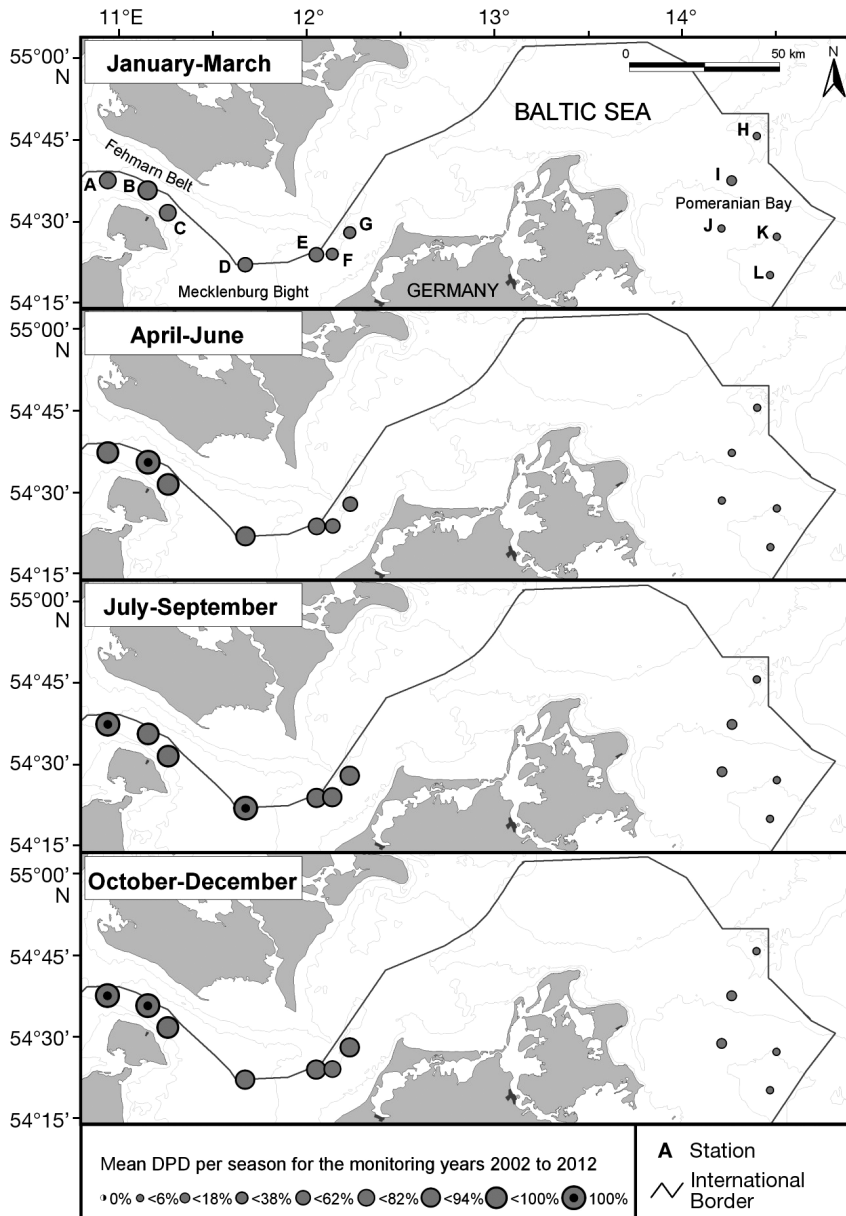 11°E 12° 13° 14°
55°00’ N
January-March
0 50 km
N
BALTIC SEA
54°45’
H
Fehmarn Belt
A B
I
54°30’
C
Pomeranian Bay
G
J K
E F
D
L
Mecklenburg Bight
GERMANY
54°15’
55°00’ N
April-June
54°45’
54°30’
54°15’
55°00’ N
July-September
54°45’
54°30’
54°15’
55°00’ N
October-December
54°45’
54°30’
54°15’
Mean DPD per season for the monitoring years 2002 to 2012
0% <6% <18% <38% <62% <82% <94% <100% 100%
A Station
International
Border